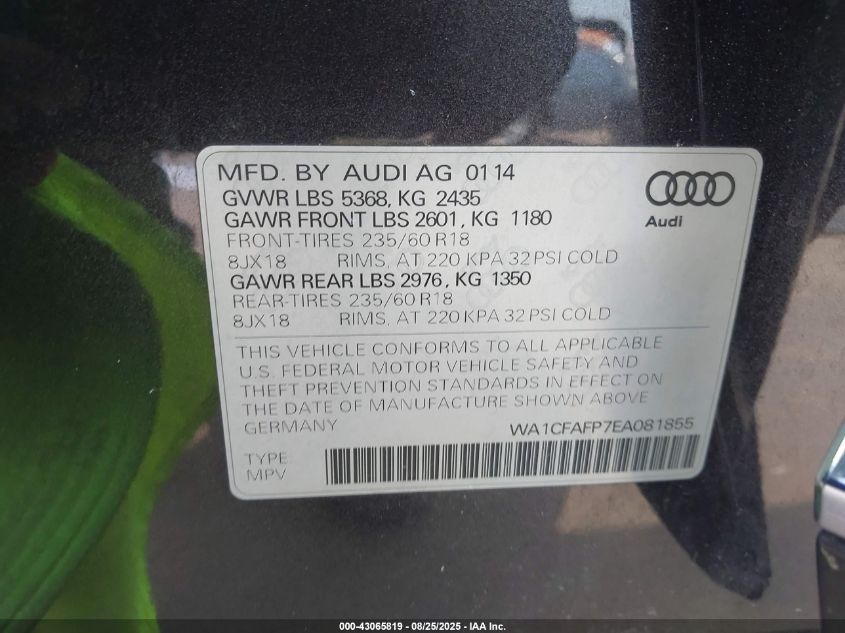 MFD. BY AUDI AG 01 14
GVWR LBS 5368, KG 2435
GAWR FRONT LBS 2601, KG 1180
FRONT-TIRES 235/60 R18
8JX18 RIMS, AT 220 KPA 32 PSI COLD
GAWR REAR LBS 2976, KG 1350
REAR-TIRES 235/60 R18
8JX18 RIMS, AT 220 KPA 32 PSI COLD
Audi
THIS VEHICLE CONFORMS TO ALL APPLICABLE
U.S. FEDERAL MOTOR VEHICLE SAFETY AND
THEFT PREVENTION STANDARDS IN EFFECT ON
THE DATE OF MANUFACTURE SHOWN ABOVE
GERMANY WA1CFAFP7EA081855
TYPE:
MPV
000-43065819 - 08/25/2025 - IAA Inc.